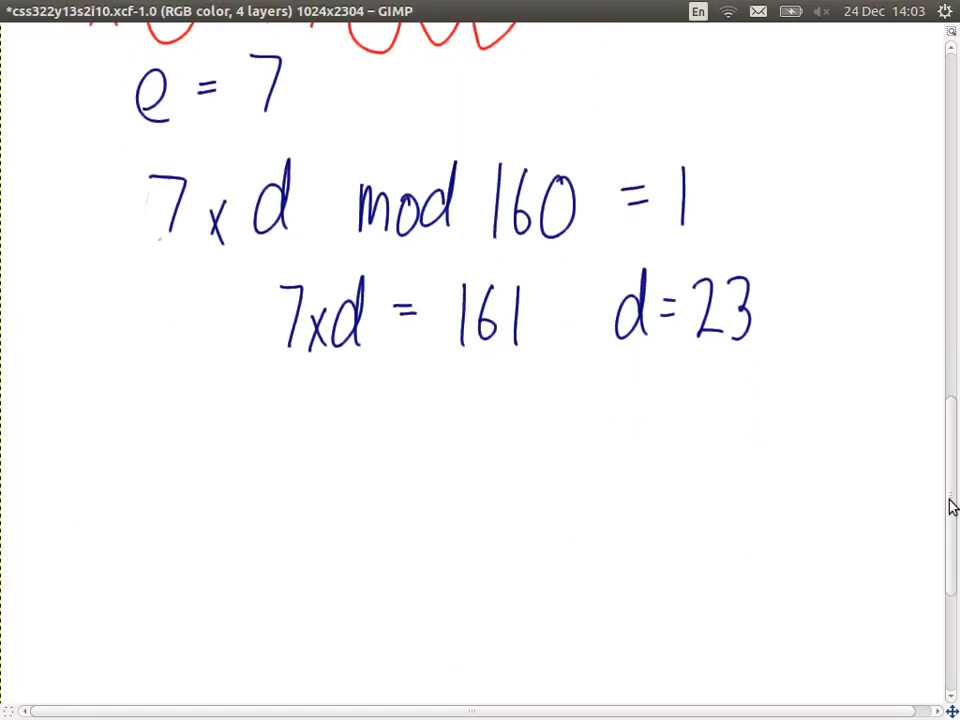 *css322y13s2i10.xcf-1.0 (RGB color, 4 layers) 1024x2304 – GIMP En 24 Dec 14:03
e = 7
7 x d mod 160 = 1
7xd = 161 d = 23